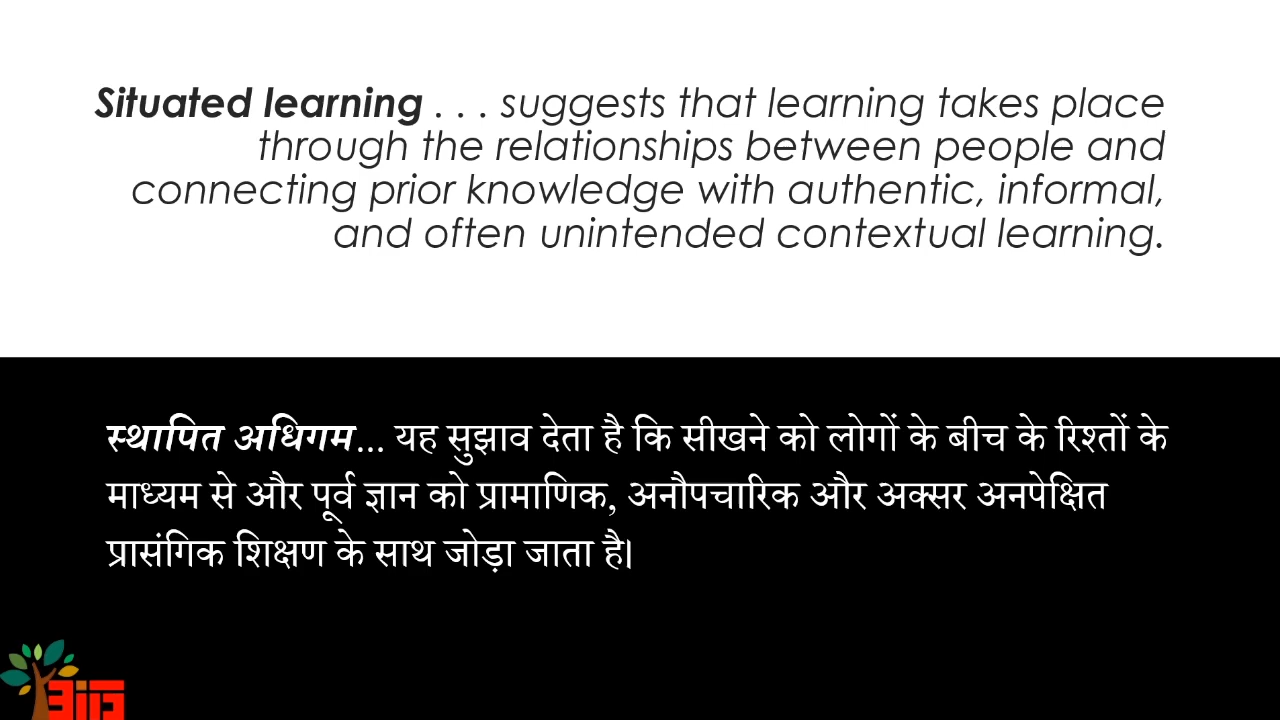 Situated learning . . . suggests that learning takes place
through the relationships between people and
connecting prior knowledge with authentic, informal,
and often unintended contextual learning.
स्थापित अधिगम... यह सुझाव देता है कि सीखने को लोगों के बीच के रिश्तों के
माध्यम से और पूर्व ज्ञान को प्रामाणिक, अनौपचारिक और अक्सर अनपेक्षित
प्रासंगिक शिक्षण के साथ जोड़ा जाता है।